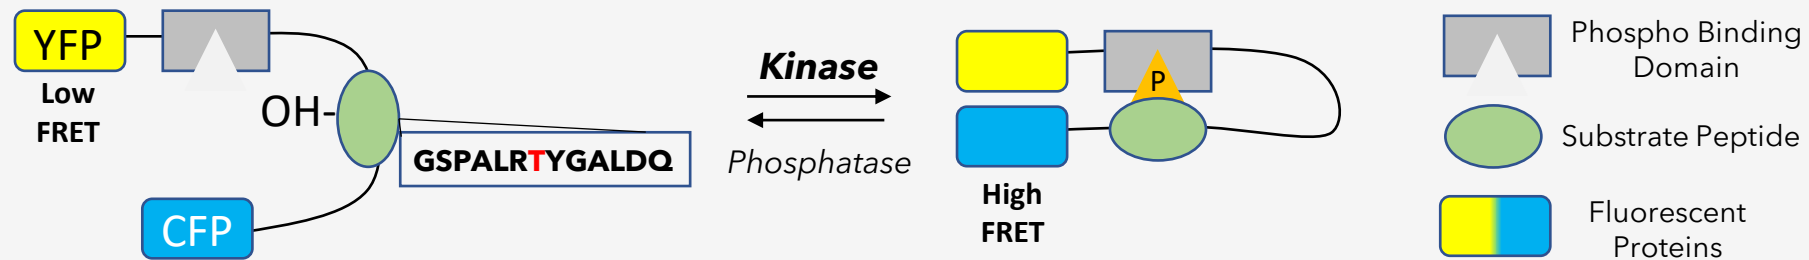 YFP
Low
FRET
OH-
GSPALRTYGALDQ
CFP
Kinase
Phosphatase
P
High
FRET
Phospho Binding
Domain
Substrate Peptide
Fluorescent
Proteins